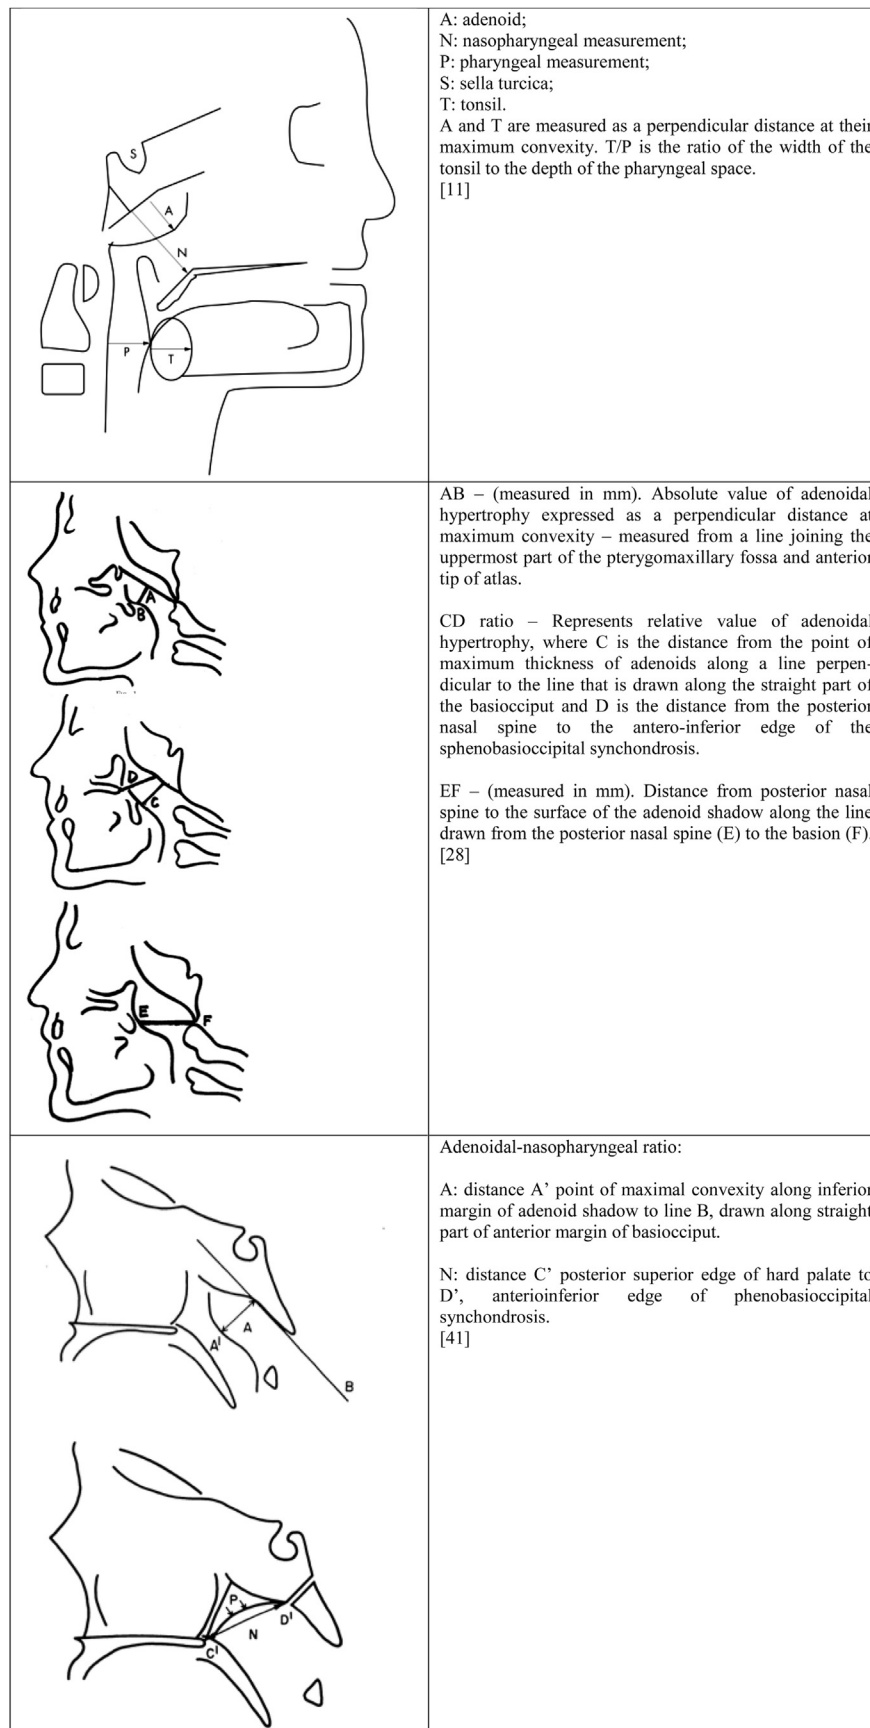 A: adenoid;
N: nasopharyngeal measurement;
P: pharyngeal measurement;
S: sella turcica;
T: tonsil.
A and T are measured as a perpendicular distance at their
maximum convexity. T/P is the ratio of the width of the
tonsil to the depth of the pharyngeal space.
[11]
S
A
N
P
T
AB – (measured in mm). Absolute value of adenoidal
hypertrophy expressed as a perpendicular distance at
maximum convexity – measured from a line joining the
uppermost part of the pterygomaxillary fossa and anterior
tip of atlas.
CD ratio – Represents relative value of adenoidal
hypertrophy, where C is the distance from the point of
maximum thickness of adenoids along a line perpen-
dicular to the line that is drawn along the straight part of
the basiocciput and D is the distance from the posterior
nasal spine to the antero-inferior edge of the
sphenobasioccipital synchondrosis.
EF – (measured in mm). Distance from posterior nasal
spine to the surface of the adenoid shadow along the line
drawn from the posterior nasal spine (E) to the basion (F).
[28]
A
B
D
C
E
F
Adenoidal-nasopharyngeal ratio:
A: distance A’ point of maximal convexity along inferior
margin of adenoid shadow to line B, drawn along straight
part of anterior margin of basiocciput.
N: distance C’ posterior superior edge of hard palate to
D’, anterioinferior edge of phenobasioccipital
synchondrosis.
[41]
A
A'
B
P
D'
N
C'